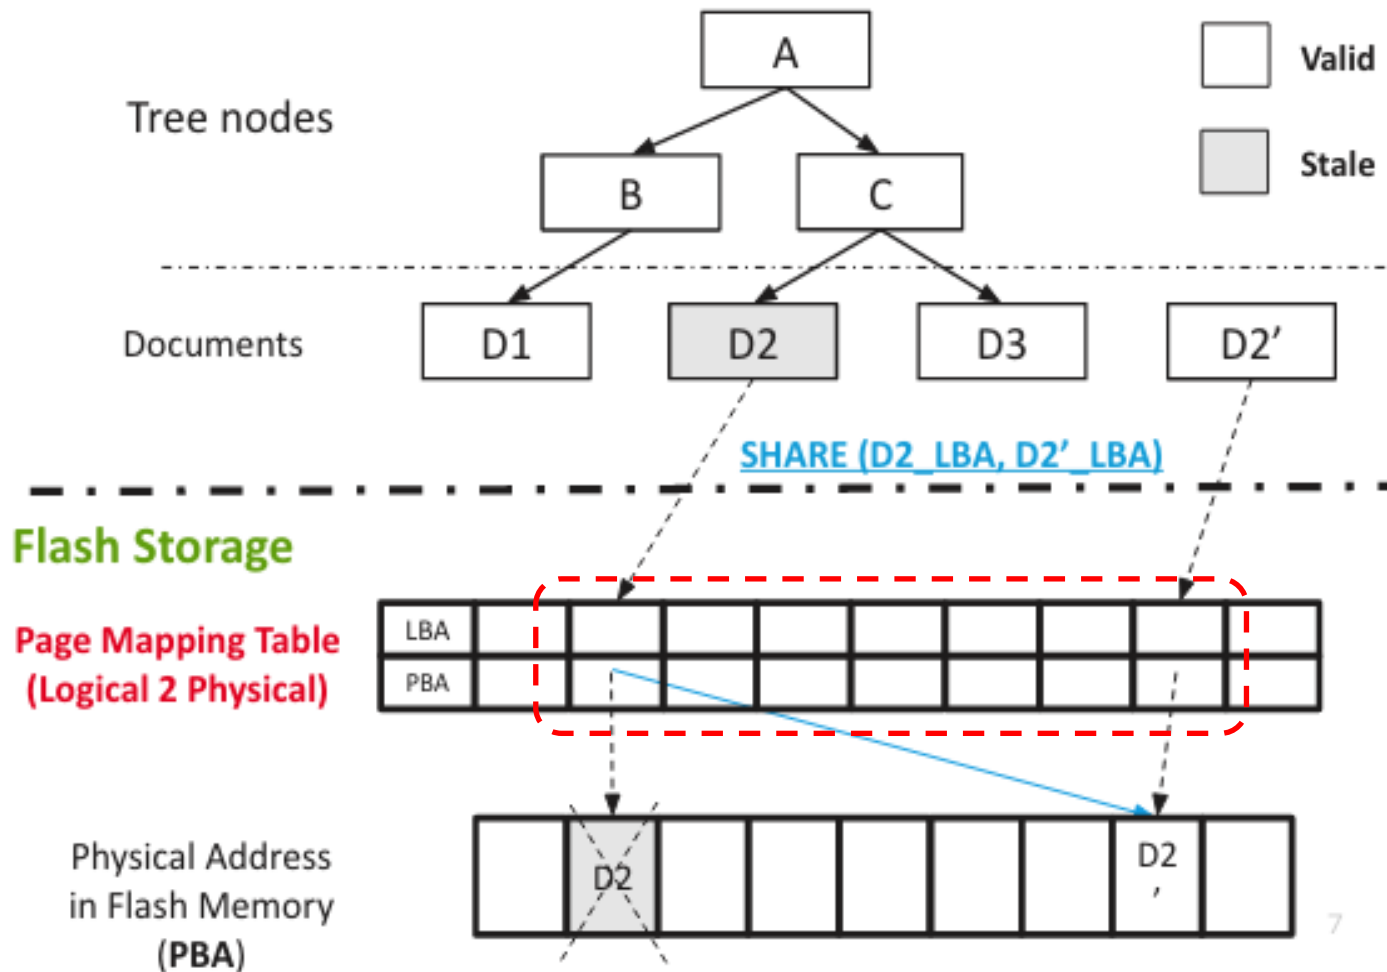 A
Valid
Tree nodes
Stale
B
C
Documents
D1
D2
D3
D2’
SHARE (D2_LBA, D2’_LBA)
Flash Storage
Page Mapping Table
(Logical 2 Physical)
LBA
PBA
Physical Address
in Flash Memory
(PBA)
D2
D2
’
7